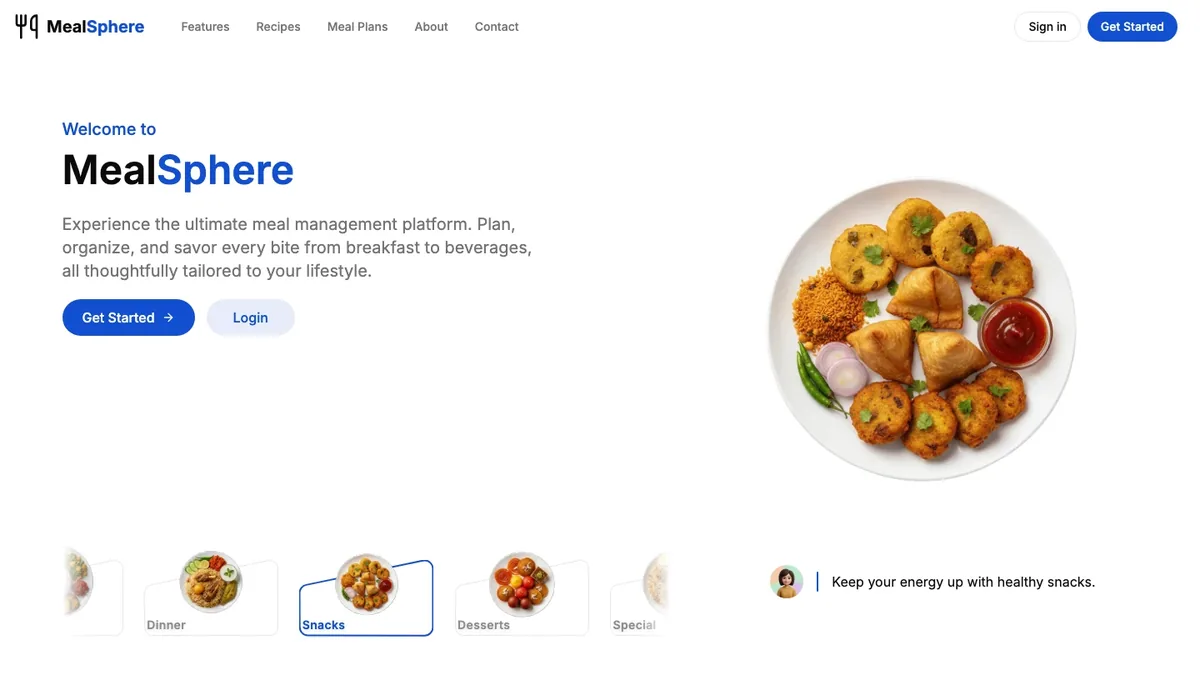 MealSphere
Features
Recipes
Meal Plans
About
Contact
Sign in
Get Started
Welcome to
MealSphere
Experience the ultimate meal management platform. Plan,
organize, and savor every bite from breakfast to beverages,
all thoughtfully tailored to your lifestyle.
Get Started →
Login
Dinner
Snacks
Desserts
Special
Keep your energy up with healthy snacks.